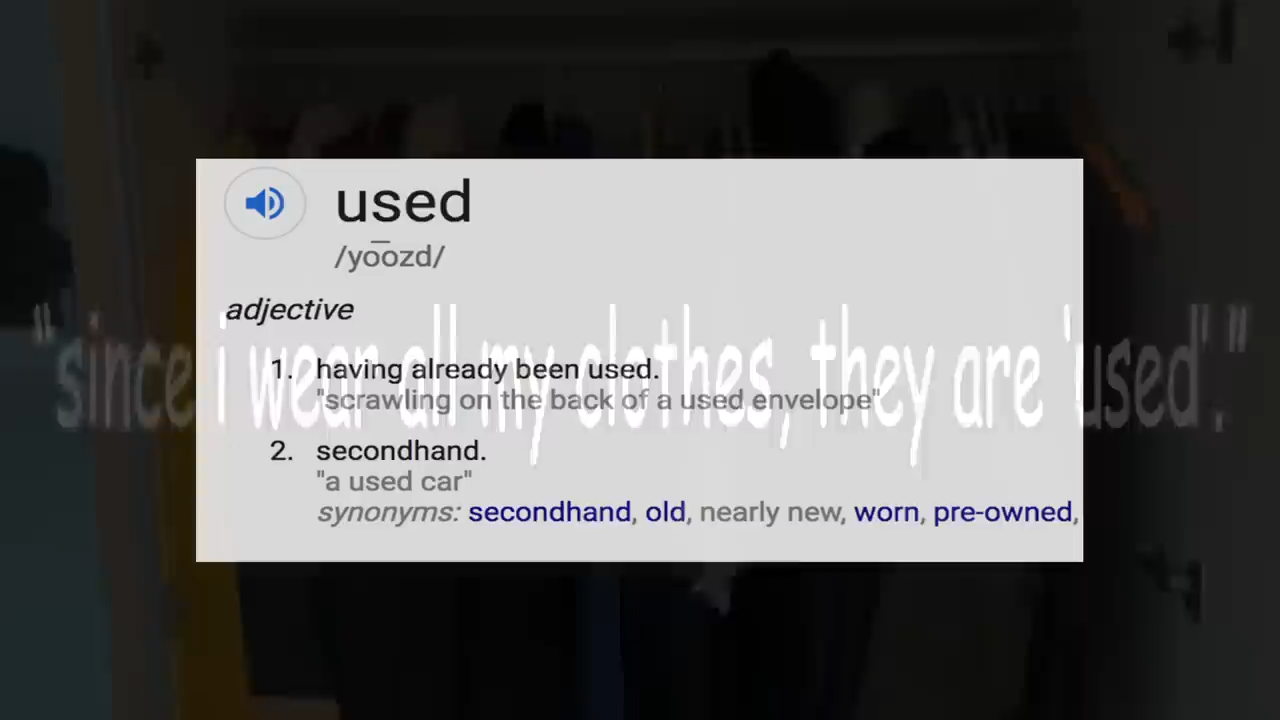 used
/yo͞ozd/
adjective
1. having already been used.
"scrawling on the back of a used envelope"
2. secondhand.
"a used car"
synonyms: secondhand, old, nearly new, worn, pre-owned,
"since i wear all my clothes, they are 'used'."